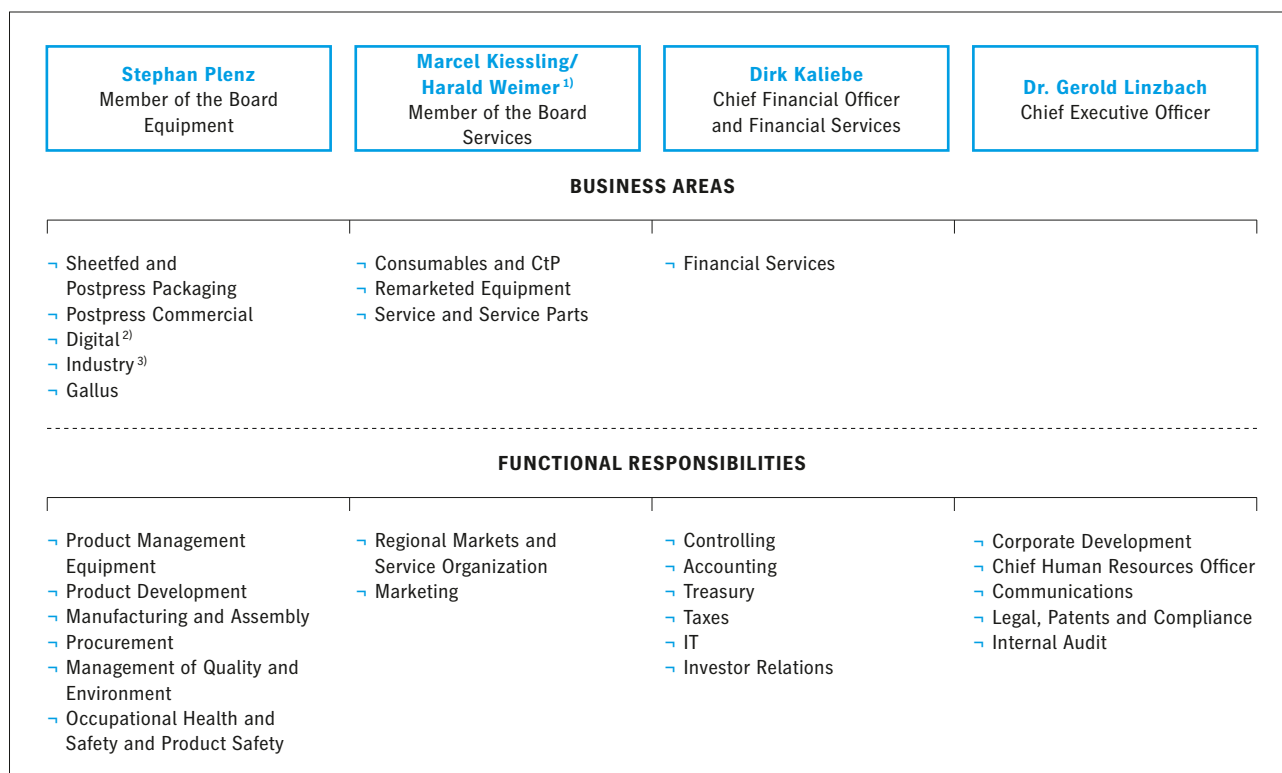 Stephan Plenz
Member of the Board
Equipment
Marcel Kiessling/
Harald Weimer 1)
Member of the Board
Services
Dirk Kaliebe
Chief Financial Officer
and Financial Services
Dr. Gerold Linzbach
Chief Executive Officer
BUSINESS AREAS
¬ Sheetfed and
Postpress Packaging
¬ Postpress Commercial
¬ Digital 2)
¬ Industry 3)
¬ Gallus
¬ Consumables and CtP
¬ Remarketed Equipment
¬ Service and Service Parts
¬ Financial Services
FUNCTIONAL RESPONSIBILITIES
¬ Product Management
Equipment
¬ Product Development
¬ Manufacturing and Assembly
¬ Procurement
¬ Management of Quality and
Environment
¬ Occupational Health and
Safety and Product Safety
¬ Regional Markets and
Service Organization
¬ Marketing
¬ Controlling
¬ Accounting
¬ Treasury
¬ Taxes
¬ IT
¬ Investor Relations
¬ Corporate Development
¬ Chief Human Resources Officer
¬ Communications
¬ Legal, Patents and Compliance
¬ Internal Audit